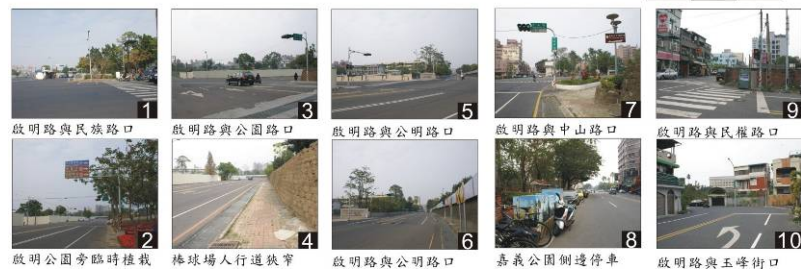 1
3
5
7
9
啟明路與民族路口
啟明路與公園路口
啟明路與公明路口
啟明路與中山路口
啟明路與民權路口
2
4
6
8
10
啟明公園旁臨時植栽
棒球場人行道狹窄
啟明路與公明路口
嘉義公園側邊停車
啟明路與玉峰街口